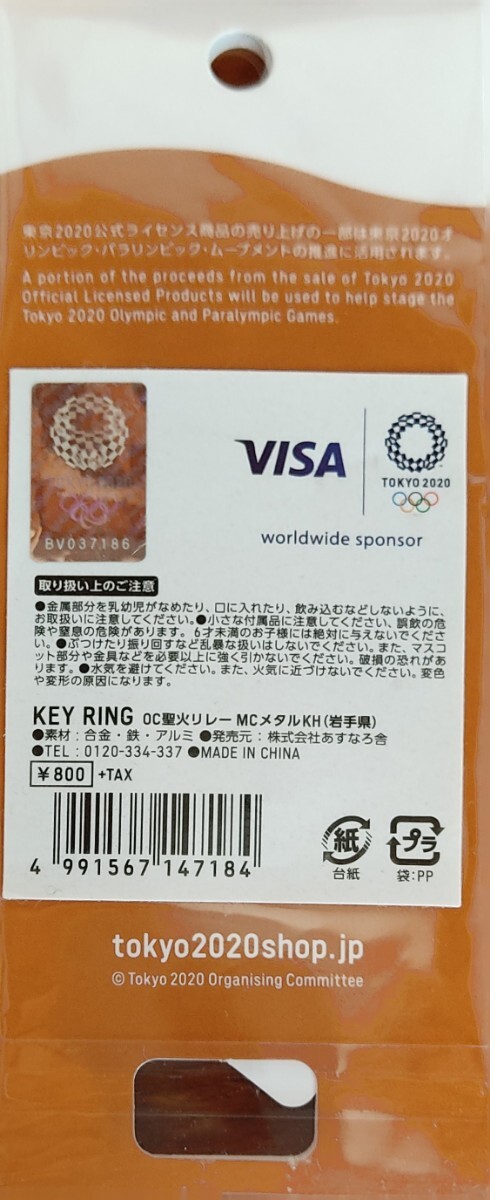 東京2020公式ライセンス商品の売り上げの一部は東京2020オ
リンピック・パラリンピック・ムーブメントの推進に活用されます。
A portion of the proceeds from the sale of Tokyo 2020
Official Licensed Products will be used to help stage the
Tokyo 2020 Olympic and Paralympic Games.
BV037186
VISA
TOKYO 2020
worldwide sponsor
取り扱い上のご注意
●金属部分を乳幼児がなめたり、口に入れたり、飲み込むなどしないように、
お取扱いに注意してください。●小さな付属品に注意してください、誤飲の危
険や窒息の危険があります。6才未満のお子様には絶対に与えないでくださ
い。●ぶつけたり振り回すなど乱暴な扱いはしないでください。また、マスコ
ット部分や金具などを必要以上に強く引かないでください。破損の恐れがあり
ます。●水気を避けてください。また、火気に近づけないでください。変色
や変形の原因になります。
KEY RING OC聖火リレー MCメタルKH(岩手県)
●素材:合金・鉄・アルミ ●発売元:株式会社あすなろ舎
●TEL:0120-334-337 ●MADE IN CHINA
¥800 +TAX
4 991567 147184
紙
台紙
プラ
袋:PP
tokyo2020shop.jp
© Tokyo 2020 Organising Committee